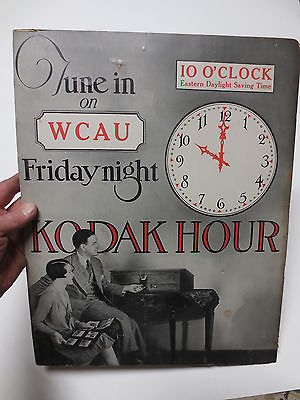 Tune in
on
WCAU
Friday night
10 O'CLOCK
Eastern Daylight Saving Time
12
1
2
3
4
5
6
7
8
9
10
11
KODAK HOUR